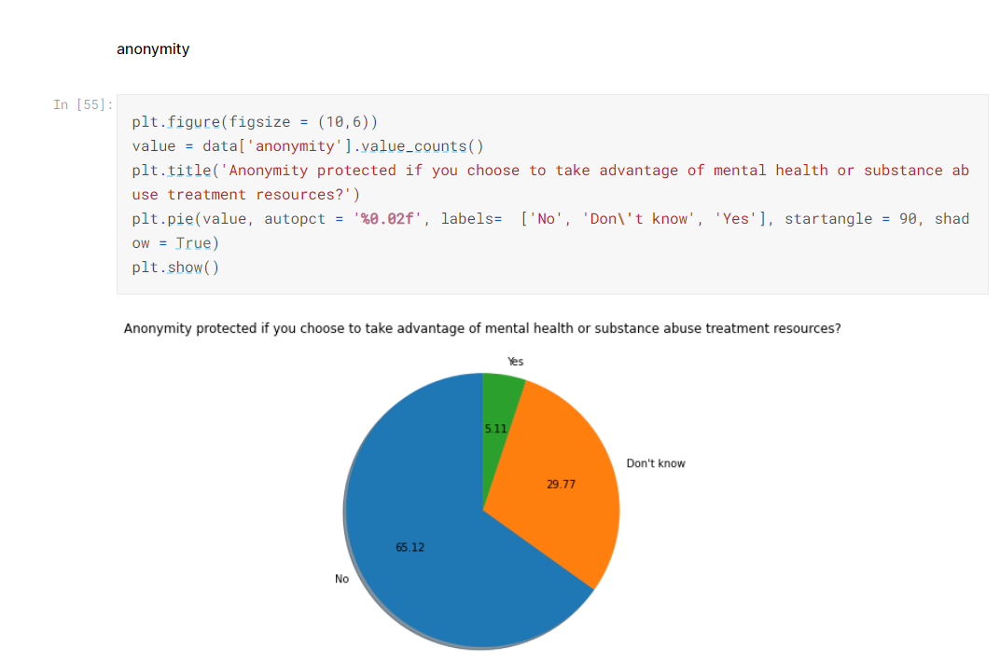 anonymity
In [55]:
plt.figure(figsize = (10,6))
value = data['anonymity'].value_counts()
plt.title('Anonymity protected if you choose to take advantage of mental health or substance ab
use treatment resources?')
plt.pie(value, autopct = '%0.02f', labels=  ['No', 'Don\'t know', 'Yes'], startangle = 90, shad
ow = True)
plt.show()
Anonymity protected if you choose to take advantage of mental health or substance abuse treatment resources?
Yes
5.11
Don't know
29.77
65.12
No